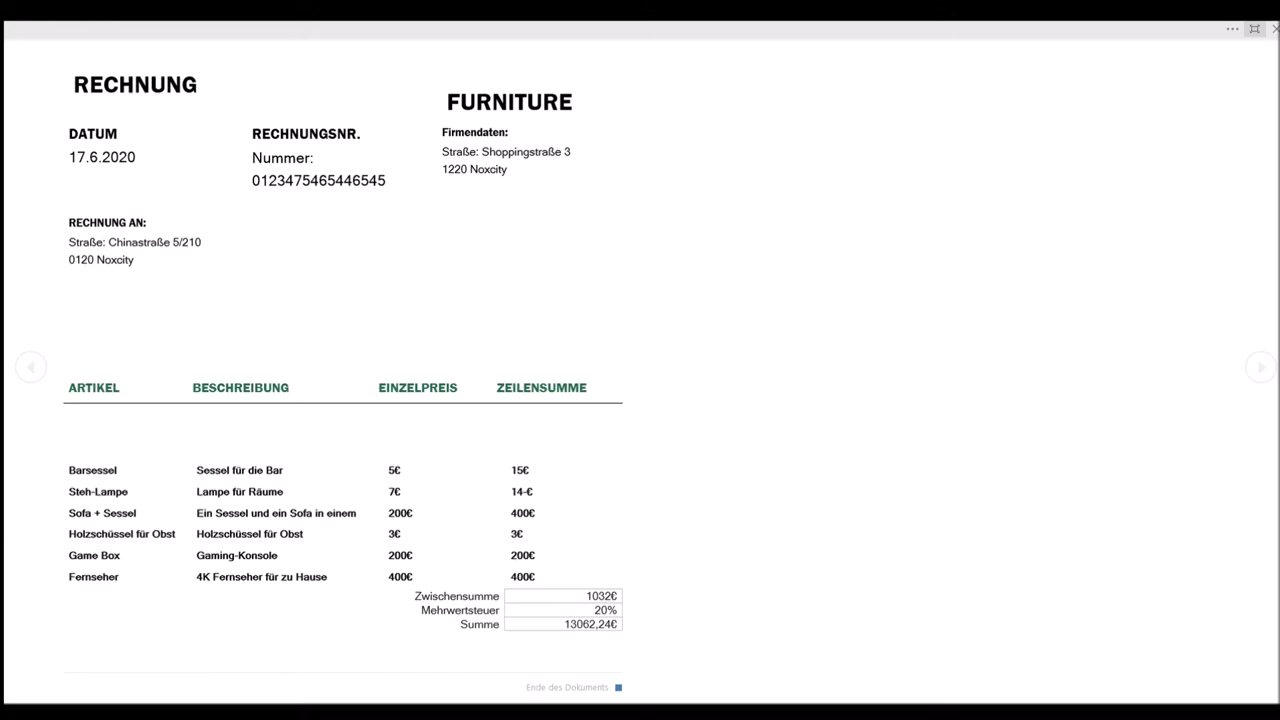 RECHNUNG
FURNITURE
DATUM
17.6.2020
RECHNUNGSNR.
Nummer:
0123475465446545
Firmendaten:
Straße: Shoppingstraße 3
1220 Noxcity
RECHNUNG AN:
Straße: Chinastraße 5/210
0120 Noxcity
ARTIKEL BESCHREIBUNG EINZELPREIS ZEILENSUMME
Barsessel Sessel für die Bar 5€ 15€
Steh-Lampe Lampe für Räume 7€ 14-€
Sofa + Sessel Ein Sessel und ein Sofa in einem 200€ 400€
Holzschüssel für Obst Holzschüssel für Obst 3€ 3€
Game Box Gaming-Konsole 200€ 200€
Fernseher 4K Fernseher für zu Hause 400€ 400€
Zwischensumme 1032€
Mehrwertsteuer 20%
Summe 13062,24€
Ende des Dokuments